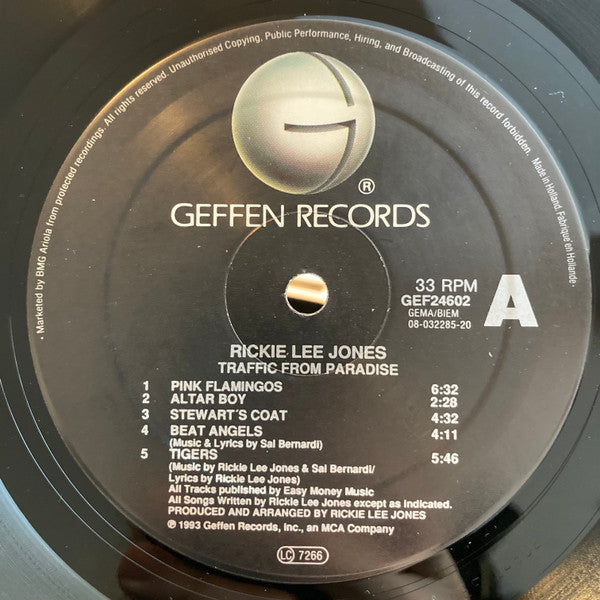 • Marketed by BMG Ariola from protected recordings. All rights reserved. Unauthorised Copying, Public Performance, Hiring, and Broadcasting of this record forbidden. Made in Holland. Fabriqué en Hollande •
G
®
GEFFEN RECORDS
33 RPM
GEF24602
GEMA/BIEM
08-032285-20
A
RICKIE LEE JONES
TRAFFIC FROM PARADISE
1 PINK FLAMINGOS 6:32
2 ALTAR BOY 2:28
3 STEWART´S COAT 4:32
4 BEAT ANGELS 4:11
(Music & Lyrics by Sal Bernardi)
5 TIGERS 5:46
(Music by Rickie Lee Jones & Sal Bernardi/
Lyrics by Rickie Lee Jones)
All Tracks published by Easy Money Music
All Songs Written by Rickie Lee Jones except as indicated.
PRODUCED AND ARRANGED BY RICKIE LEE JONES
℗ 1993 Geffen Records, Inc., an MCA Company
LC 7266